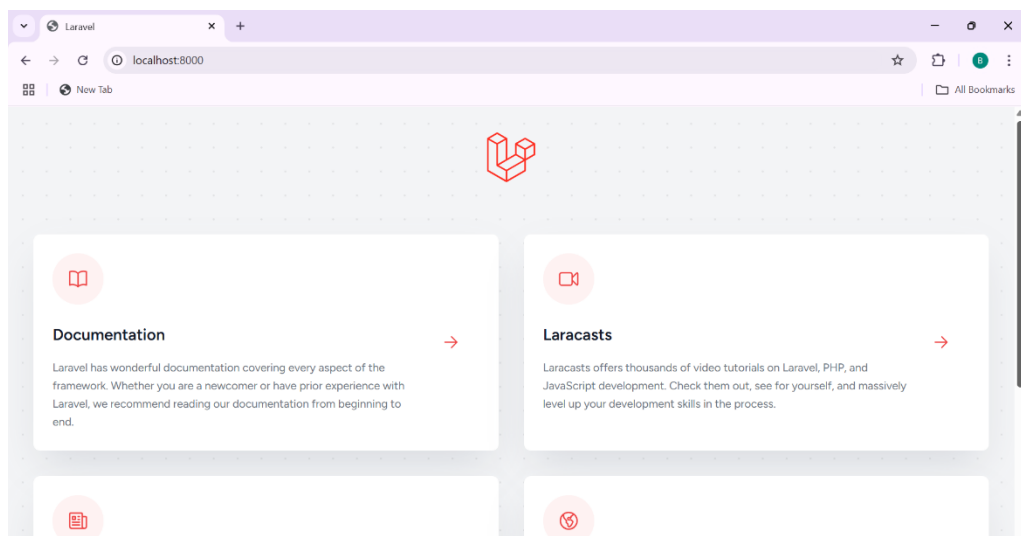 Laravel
localhost:8000
B
New Tab
All Bookmarks
Documentation
Laravel has wonderful documentation covering every aspect of the
framework. Whether you are a newcomer or have prior experience with
Laravel, we recommend reading our documentation from beginning to
end.
Laracasts
Laracasts offers thousands of video tutorials on Laravel, PHP, and
JavaScript development. Check them out, see for yourself, and massively
level up your development skills in the process.